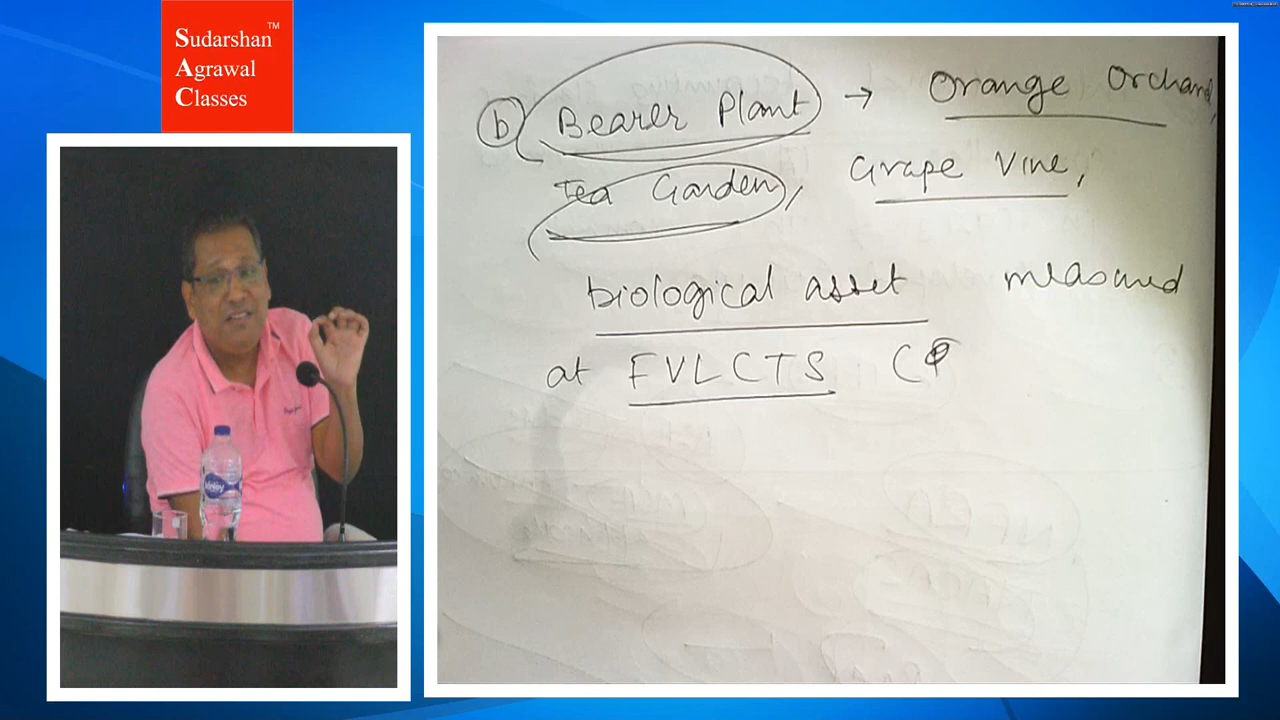 Sudarshan™
Agrawal
Classes
(b) Bearer Plant → Orange Orchard,
Tea Garden, Grape Vine,
biological asset measured
at FVLCTS (